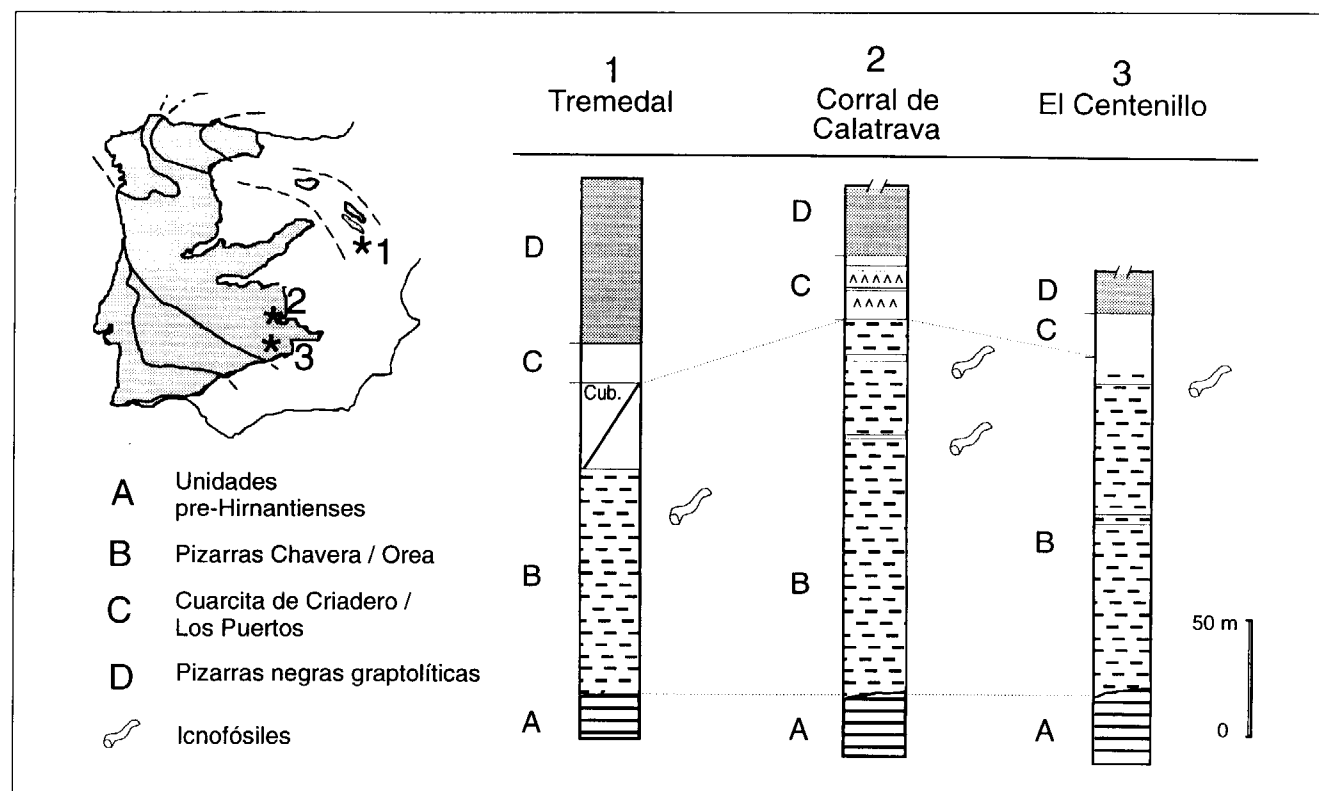 1
Tremedal
2
Corral de
Calatrava
3
El Centenillo
*1
*2
*3
A Unidades
pre-Hirnantienses
B Pizarras Chavera / Orea
C Cuarcita de Criadero /
Los Puertos
D Pizarras negras graptolíticas
Icnofósiles
D
C
Cub.
B
A
D
C
B
A
D
C
B
A
50 m
0